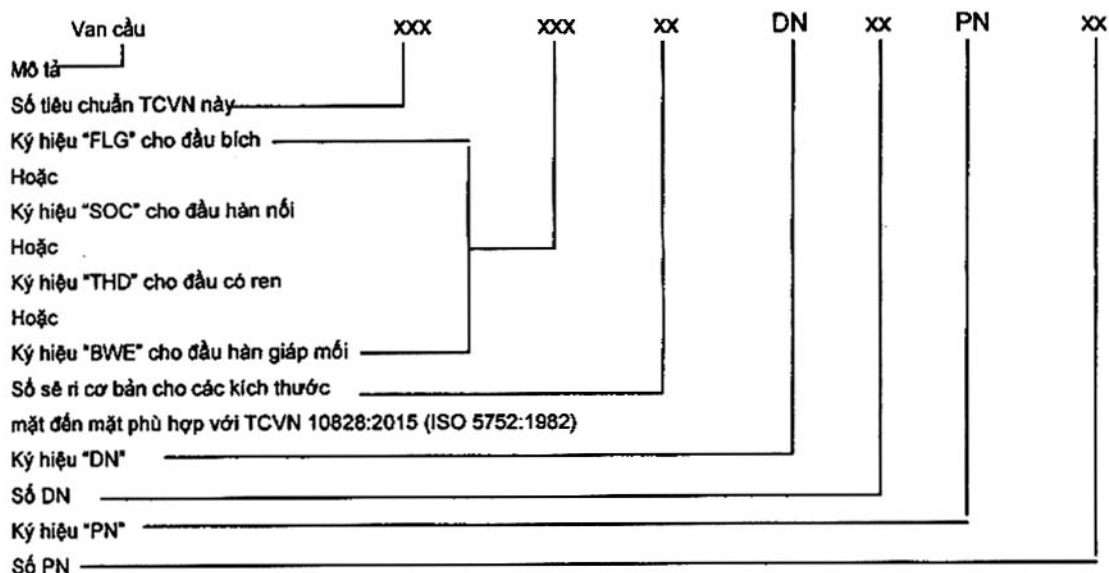 Van cầu xxx xxx xx DN xx PN xx
Mô tả
Số tiêu chuẩn TCVN này
Ký hiệu "FLG" cho đầu bích
Hoặc
Ký hiệu "SOC" cho đầu hàn nối
Hoặc
Ký hiệu "THD" cho đầu có ren
Hoặc
Ký hiệu "BWE" cho đầu hàn giáp mối
Số sê ri cơ bản cho các kích thước
mặt đến mặt phù hợp với TCVN 10828:2015 (ISO 5752:1982)
Ký hiệu "DN"
Số DN
Ký hiệu "PN"
Số PN